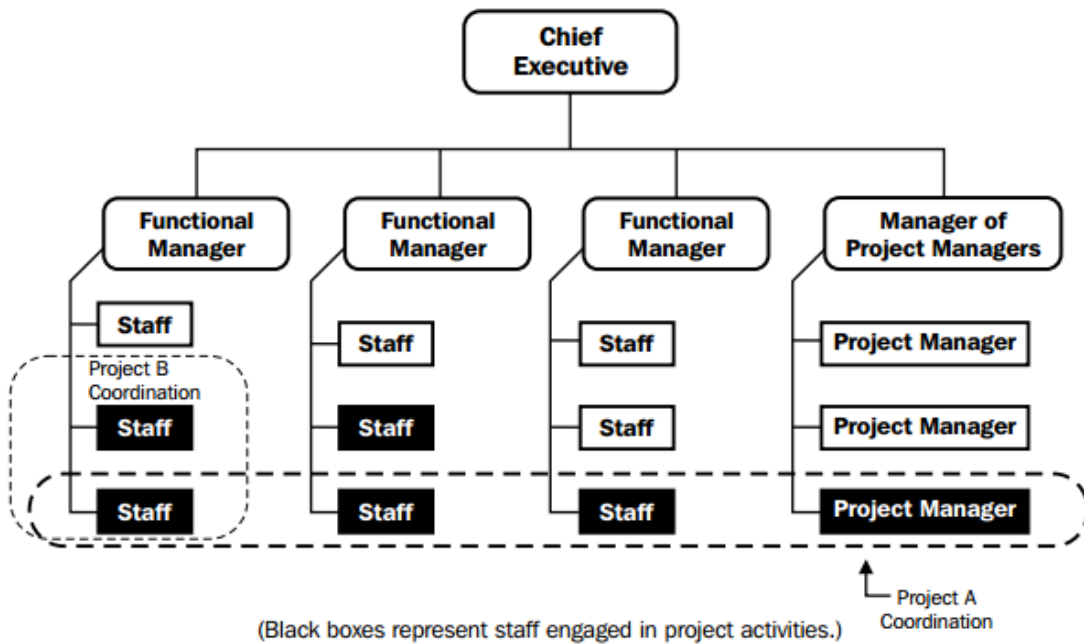 Chief
Executive
Functional
Manager
Functional
Manager
Functional
Manager
Manager of
Project Managers
Staff
Staff
Staff
Project Manager
Project B
Coordination
Staff
Staff
Staff
Project Manager
Staff
Staff
Staff
Project Manager
Project A
Coordination
(Black boxes represent staff engaged in project activities.)